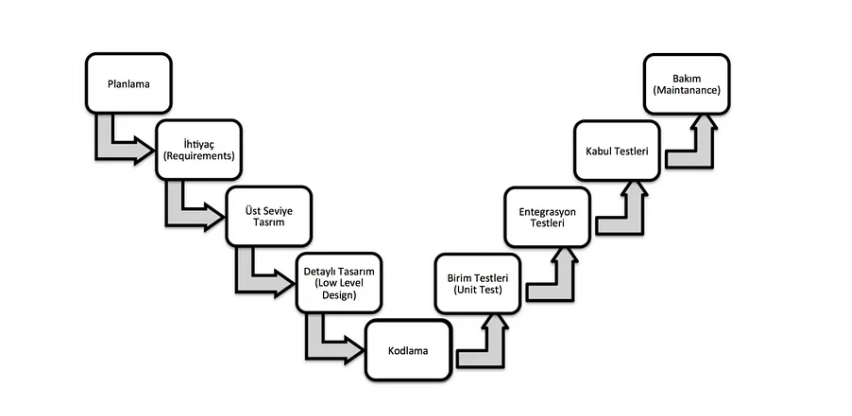 Planlama
İhtiyaç
(Requirements)
Üst Seviye
Tasrım
Detaylı Tasarım
(Low Level
Design)
Kodlama
Birim Testleri
(Unit Test)
Entegrasyon
Testleri
Kabul Testleri
Bakım
(Maintanance)